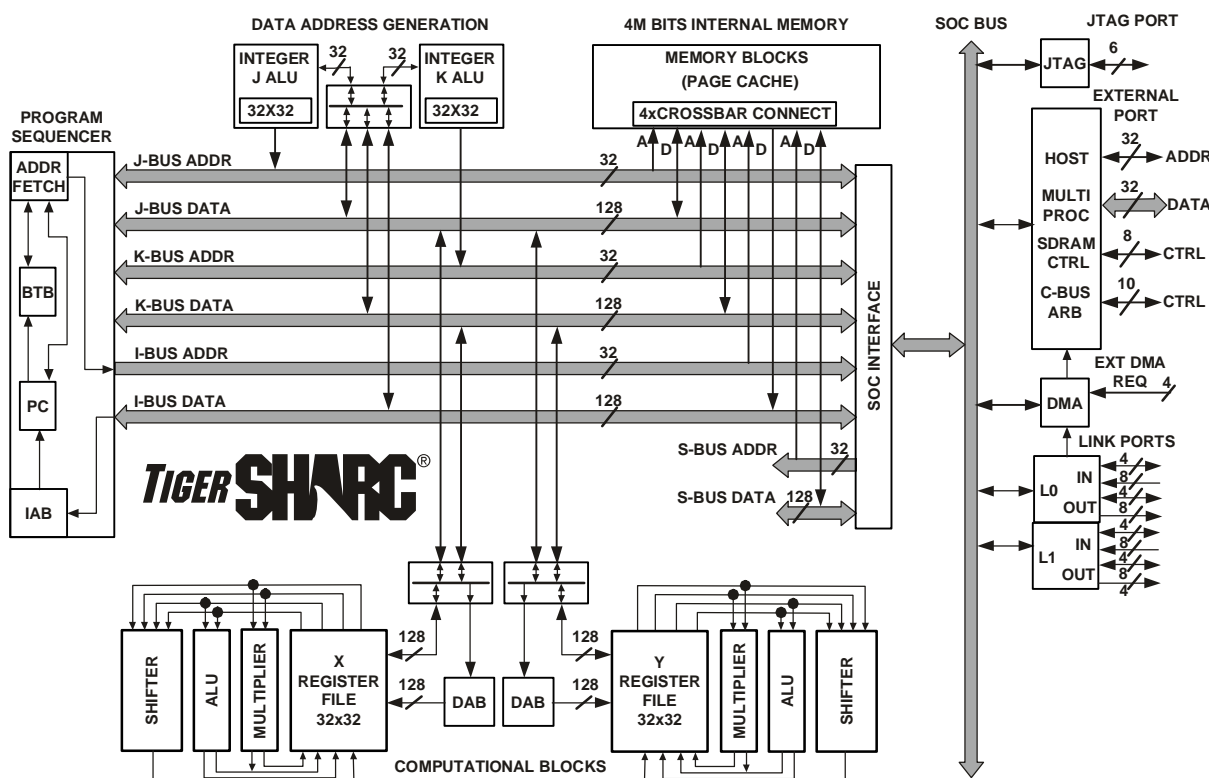 DATA ADDRESS GENERATION
4M BITS INTERNAL MEMORY
SOC BUS
JTAG PORT
INTEGER
J ALU
32X32
32
32
INTEGER
K ALU
32X32
MEMORY BLOCKS
(PAGE CACHE)
4xCROSSBAR CONNECT
A D A D A D A D
JTAG
6
PROGRAM
SEQUENCER
ADDR
FETCH
BTB
PC
IAB
J-BUS ADDR
32
J-BUS DATA
128
K-BUS ADDR
32
K-BUS DATA
128
I-BUS ADDR
32
I-BUS DATA
128
S-BUS ADDR
32
S-BUS DATA
128
SOC INTERFACE
EXTERNAL
PORT
HOST
32
ADDR
MULTI
PROC
32
DATA
SDRAM
CTRL
8
CTRL
C-BUS
ARB
10
CTRL
EXT DMA
REQ
4
DMA
LINK PORTS
L0
IN
OUT
4
8
4
8
L1
IN
OUT
4
8
4
8
4
TIGER SHARC®
SHIFTER
ALU
MULTIPLIER
X
REGISTER
FILE
32x32
128
128
DAB
DAB
128
128
Y
REGISTER
FILE
32x32
MULTIPLIER
ALU
SHIFTER
COMPUTATIONAL BLOCKS